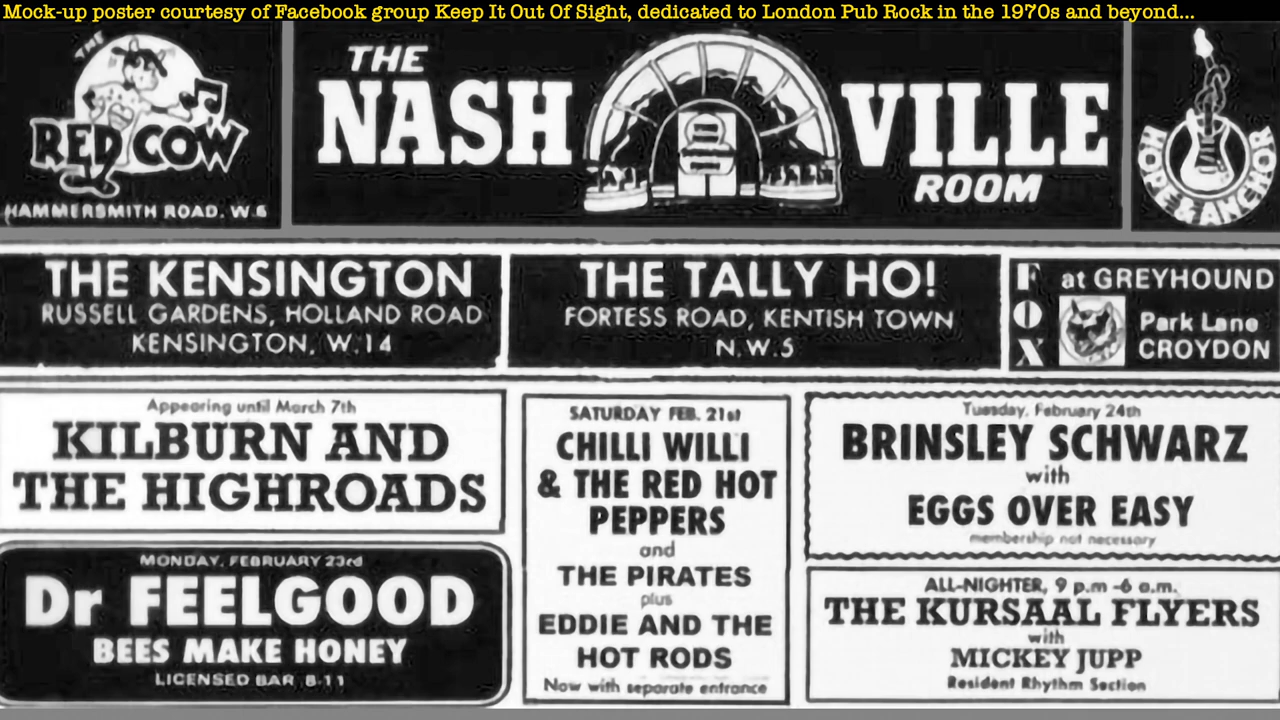 Mock-up poster courtesy of Facebook group Keep It Out Of Sight, dedicated to London Pub Rock in the 1970s and beyond...
THE
RED COW
HAMMERSMITH ROAD. W.6
THE
NASH VILLE
ROOM
HOPE & ANCHOR
THE KENSINGTON
RUSSELL GARDENS, HOLLAND ROAD
KENSINGTON, W.14
THE TALLY HO!
FORTESS ROAD, KENTISH TOWN
N.W.5
FOX
at GREYHOUND
Park Lane
CROYDON
Appearing until March 7th
KILBURN AND
THE HIGHROADS
MONDAY, FEBRUARY 23rd
Dr FEELGOOD
BEES MAKE HONEY
LICENSED BAR 8-11
SATURDAY FEB. 21st
CHILLI WILLI
& THE RED HOT
PEPPERS
and
THE PIRATES
plus
EDDIE AND THE
HOT RODS
Now with separate entrance
Tuesday, February 24th
BRINSLEY SCHWARZ
with
EGGS OVER EASY
membership not necessary
ALL-NIGHTER, 9 p.m -6 a.m.
THE KURSAAL FLYERS
with
MICKEY JUPP
Resident Rhythm Section